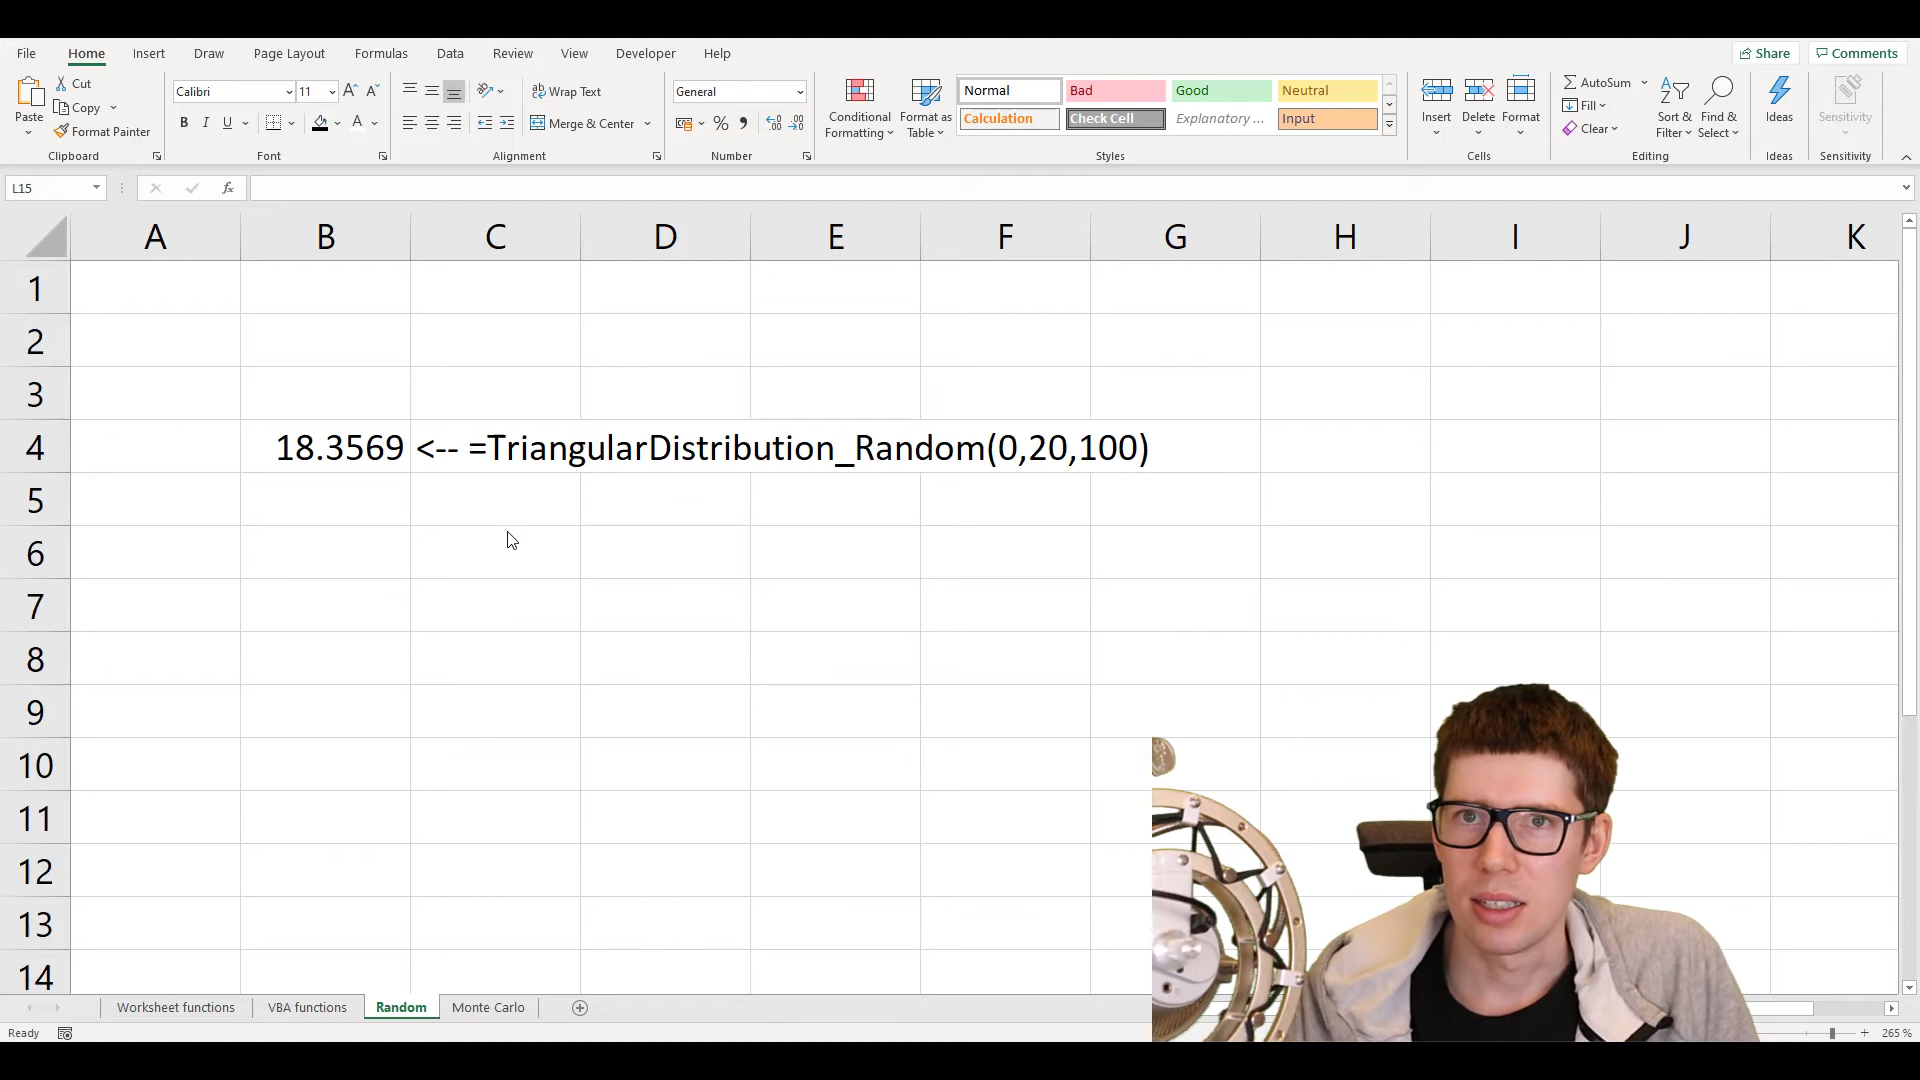 File Home Insert Draw Page Layout Formulas Data Review View Developer Help Share Comments
Paste Cut Copy Format Painter Clipboard
Calibri 11 A A B I U A Font
Wrap Text Merge & Center Alignment
General % Number
Conditional Formatting Format as Table Normal Bad Good Neutral Calculation Check Cell Explanatory ... Input Styles
Insert Delete Format Cells
AutoSum Fill Clear Sort & Filter Find & Select Editing
Ideas Ideas
Sensitivity Sensitivity
L15 fx
A B C D E F G H I J K
1
2
3
4 18.3569 <-- =TriangularDistribution_Random(0,20,100)
5
6
7
8
9
10
11
12
13
14
Worksheet functions VBA functions Random Monte Carlo
Ready 265 %